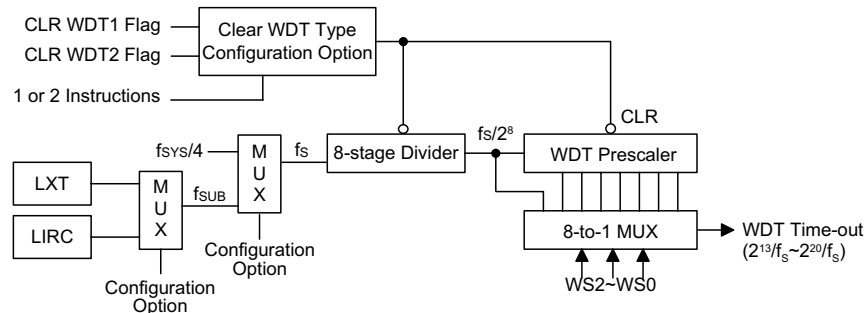 CLR WDT1 Flag
CLR WDT2 Flag
1 or 2 Instructions
Clear WDT Type
Configuration Option
CLR
fSYS/4
fS
8-stage Divider
fS/2⁸
WDT Prescaler
LXT
LIRC
M
U
X
fSUB
M
U
X
Configuration
Option
Configuration
Option
8-to-1 MUX
WS2~WS0
WDT Time-out
(2¹³/fS~2²⁰/fS)